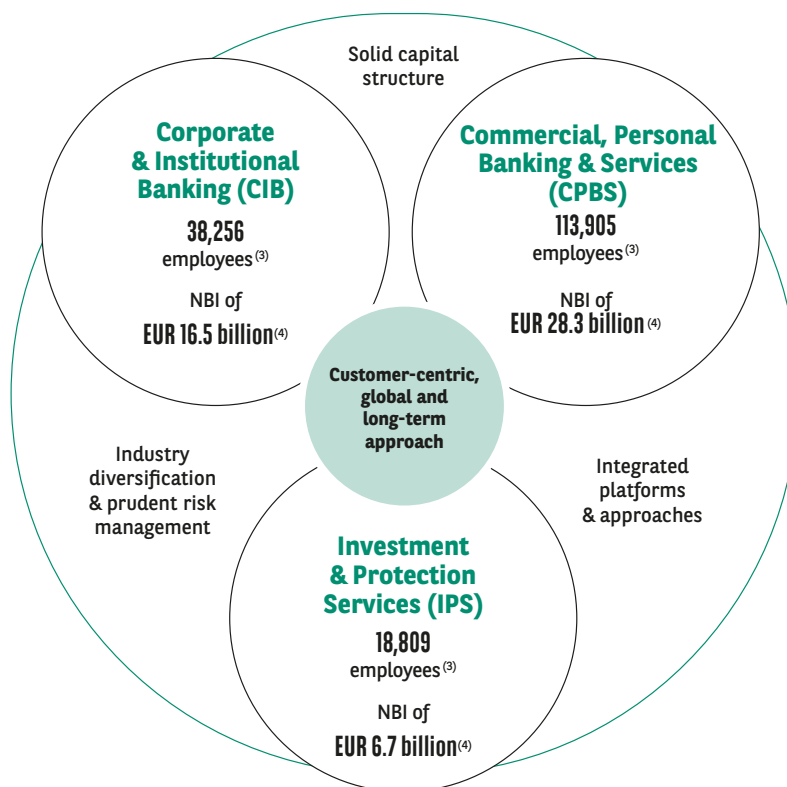 Solid capital
structure
Corporate
& Institutional
Banking (CIB)
38,256
employees(3)
NBI of
EUR 16.5 billion(4)
Commercial, Personal
Banking & Services
(CPBS)
113,905
employees(3)
NBI of
EUR 28.3 billion(4)
Customer-centric,
global and
long-term
approach
Industry
diversification
& prudent risk
management
Integrated
platforms
& approaches
Investment
& Protection
Services (IPS)
18,809
employees(3)
NBI of
EUR 6.7 billion(4)